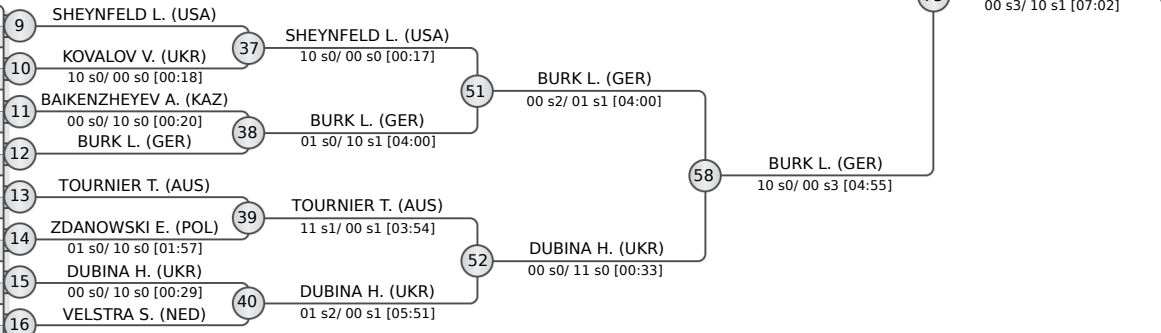 9
SHEYNFELD L. (USA)
10
KOVALOV V. (UKR)
10 s0/ 00 s0 [00:18]
11
BAIKENZHEYEV A. (KAZ)
00 s0/ 10 s0 [00:20]
12
BURK L. (GER)
13
TOURNIER T. (AUS)
14
ZDANOWSKI E. (POL)
01 s0/ 10 s0 [01:57]
15
DUBINA H. (UKR)
00 s0/ 10 s0 [00:29]
16
VELSTRA S. (NED)
37
SHEYNFELD L. (USA)
10 s0/ 00 s0 [00:17]
38
BURK L. (GER)
01 s0/ 10 s1 [04:00]
39
TOURNIER T. (AUS)
11 s1/ 00 s1 [03:54]
40
DUBINA H. (UKR)
01 s2/ 00 s1 [05:51]
51
BURK L. (GER)
00 s2/ 01 s1 [04:00]
52
DUBINA H. (UKR)
00 s0/ 11 s0 [00:33]
58
BURK L. (GER)
10 s0/ 00 s3 [04:55]
00 s3/ 10 s1 [07:02]